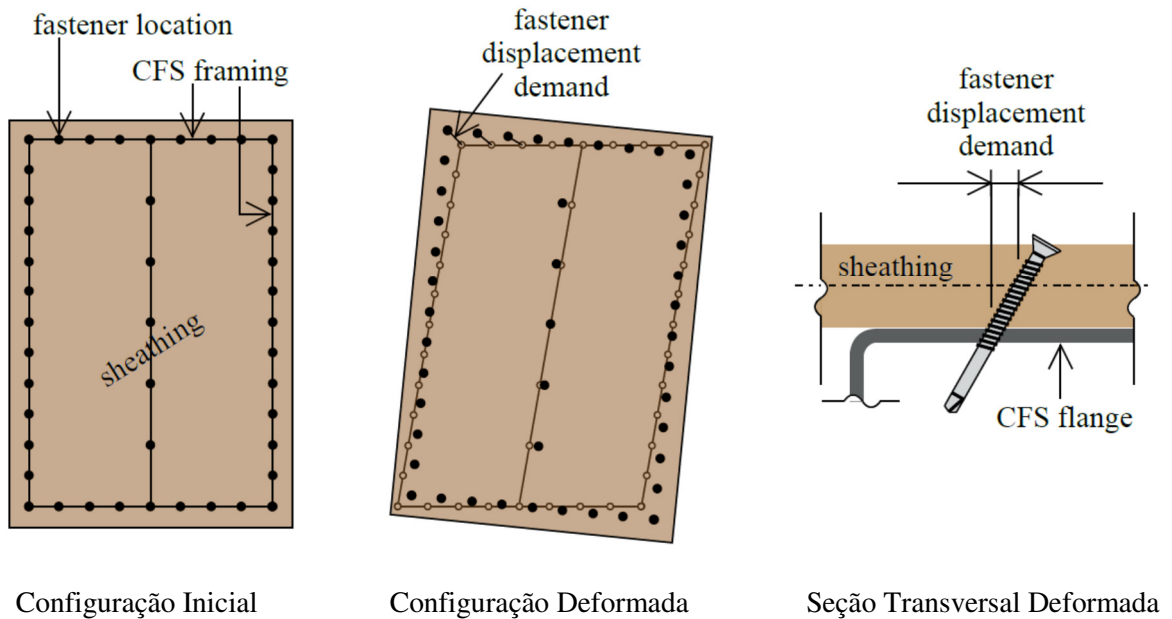 fastener location
CFS framing
sheathing
Configuração Inicial
fastener
displacement
demand
Configuração Deformada
fastener
displacement
demand
sheathing
CFS flange
Seção Transversal Deformada